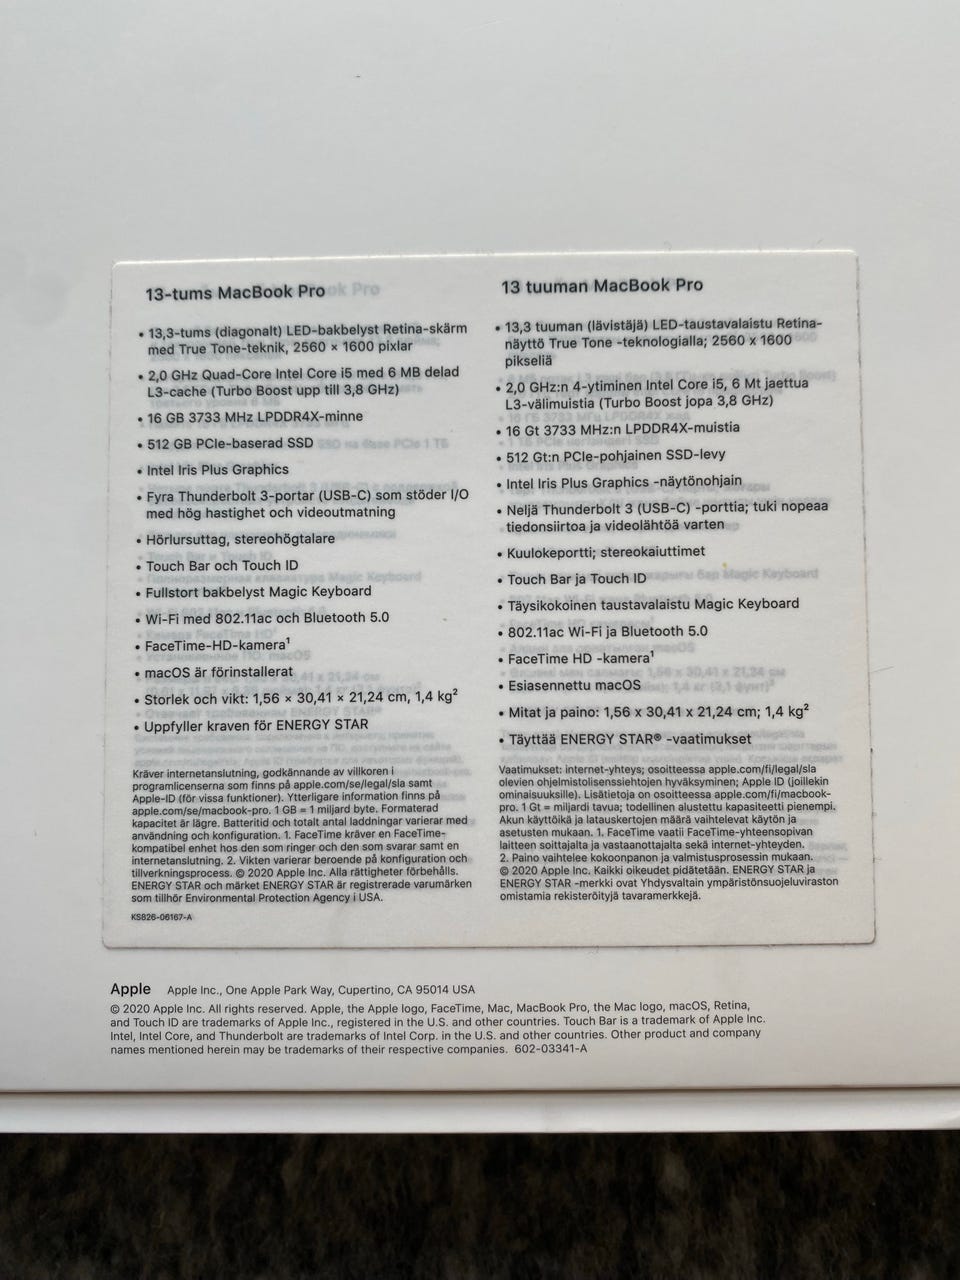 13-tums MacBook Pro
• 13,3-tums (diagonalt) LED-bakbelyst Retina-skärm
med True Tone-teknik, 2560 × 1600 pixlar
• 2,0 GHz Quad-Core Intel Core i5 med 6 MB delad
L3-cache (Turbo Boost upp till 3,8 GHz)
• 16 GB 3733 MHz LPDDR4X-minne
• 512 GB PCIe-baserad SSD
• Intel Iris Plus Graphics
• Fyra Thunderbolt 3-portar (USB-C) som stöder I/O
med hög hastighet och videoutmatning
• Hörlursuttag, stereohögtalare
• Touch Bar och Touch ID
• Fullstort bakbelyst Magic Keyboard
• Wi-Fi med 802.11ac och Bluetooth 5.0
• FaceTime-HD-kamera¹
• macOS är förinstallerat
• Storlek och vikt: 1,56 × 30,41 × 21,24 cm, 1,4 kg²
• Uppfyller kraven för ENERGY STAR
Kräver internetanslutning, godkännande av villkoren i
programlicenserna som finns på apple.com/se/legal/sla samt
Apple-ID (för vissa funktioner). Ytterligare information finns på
apple.com/se/macbook-pro. 1 GB = 1 miljard byte. Formaterad
kapacitet är lägre. Batteritid och totalt antal laddningar varierar med
användning och konfiguration. 1. FaceTime kräver en FaceTime-
kompatibel enhet hos den som ringer och den som svarar samt en
internetanslutning. 2. Vikten varierar beroende på konfiguration och
tillverkningsprocess. © 2020 Apple Inc. Alla rättigheter förbehålls.
ENERGY STAR och märket ENERGY STAR är registrerade varumärken
som tillhör Environmental Protection Agency i USA.
KS826-06167-A
13 tuuman MacBook Pro
• 13,3 tuuman (lävistäjä) LED-taustavalaistu Retina-
näyttö True Tone -teknologialla; 2560 x 1600
pikseliä
• 2,0 GHz:n 4-ytiminen Intel Core i5, 6 Mt jaettua
L3-välimuistia (Turbo Boost jopa 3,8 GHz)
• 16 Gt 3733 MHz:n LPDDR4X-muistia
• 512 Gt:n PCIe-pohjainen SSD-levy
• Intel Iris Plus Graphics -näytönohjain
• Neljä Thunderbolt 3 (USB-C) -porttia; tuki nopeaa
tiedonsiirtoa ja videolähtöä varten
• Kuulokeportti; stereokaiuttimet
• Touch Bar ja Touch ID
• Täysikokoinen taustavalaistu Magic Keyboard
• 802.11ac Wi-Fi ja Bluetooth 5.0
• FaceTime HD -kamera¹
• Esiasennettu macOS
• Mitat ja paino: 1,56 x 30,41 x 21,24 cm; 1,4 kg²
• Täyttää ENERGY STAR® -vaatimukset
Vaatimukset: internet-yhteys; osoitteessa apple.com/fi/legal/sla
olevien ohjelmistolisenssiehtojen hyväksyminen; Apple ID (joillekin
ominaisuuksille). Lisätietoja on osoitteessa apple.com/fi/macbook-
pro. 1 Gt = miljardi tavua; todellinen alustettu kapasiteetti pienempi.
Akun käyttöikä ja latauskertojen määrä vaihtelevat käytön ja
asetusten mukaan. 1. FaceTime vaatii FaceTime-yhteensopivan
laitteen soittajalta ja vastaanottajalta sekä internet-yhteyden.
2. Paino vaihtelee kokoonpanon ja valmistusprosessin mukaan.
© 2020 Apple Inc. Kaikki oikeudet pidätetään. ENERGY STAR ja
ENERGY STAR -merkki ovat Yhdysvaltain ympäristönsuojeluviraston
omistamia rekisteröityjä tavaramerkkejä.
Apple Apple Inc., One Apple Park Way, Cupertino, CA 95014 USA
© 2020 Apple Inc. All rights reserved. Apple, the Apple logo, FaceTime, Mac, MacBook Pro, the Mac logo, macOS, Retina,
and Touch ID are trademarks of Apple Inc., registered in the U.S. and other countries. Touch Bar is a trademark of Apple Inc.
Intel, Intel Core, and Thunderbolt are trademarks of Intel Corp. in the U.S. and other countries. Other product and company
names mentioned herein may be trademarks of their respective companies. 602-03341-A